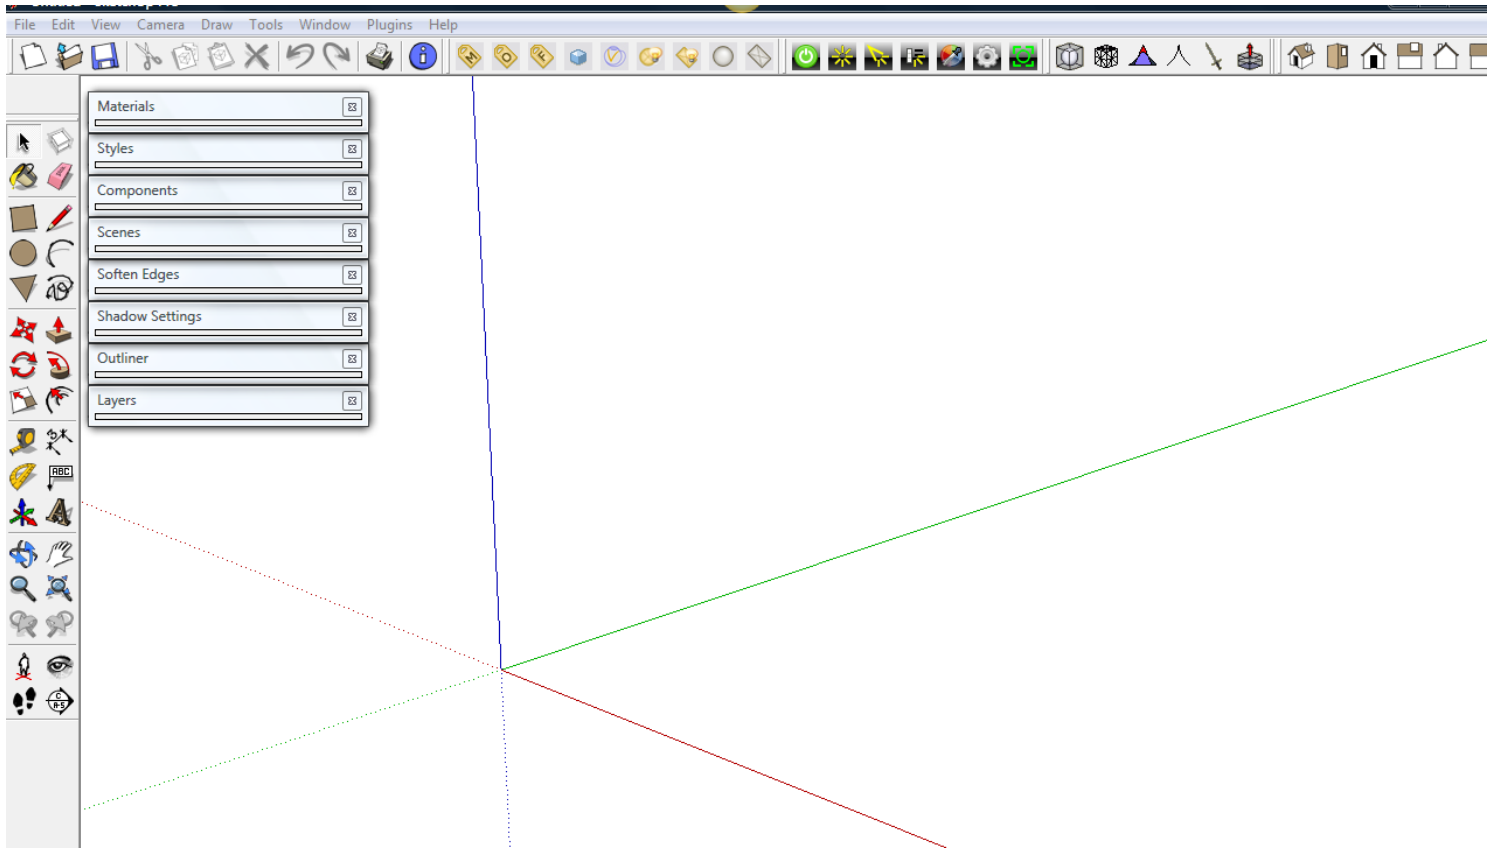 File Edit View Camera Draw Tools Window Plugins Help
M O F i
Materials
Styles
Components
Scenes
Soften Edges
Shadow Settings
Outliner
Layers
ABC
A
C
A-S